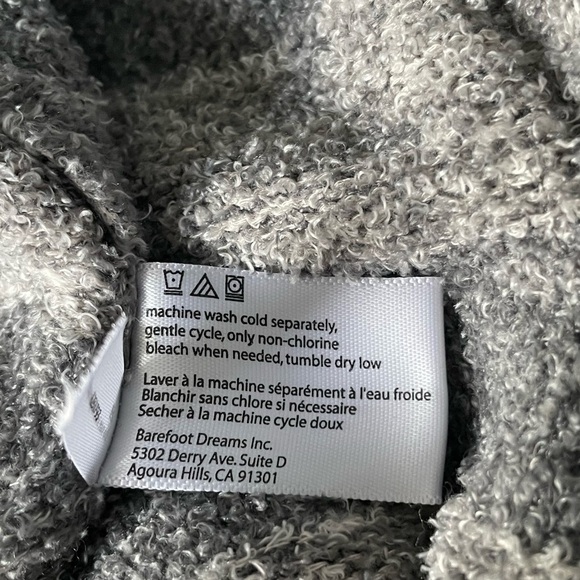 machine wash cold separately,
gentle cycle, only non-chlorine
bleach when needed, tumble dry low
Laver à la machine séparément à l'eau froide
Blanchir sans chlore si nécessaire
Secher à la machine cycle doux
Barefoot Dreams Inc.
5302 Derry Ave. Suite D
Agoura Hills, CA 91301